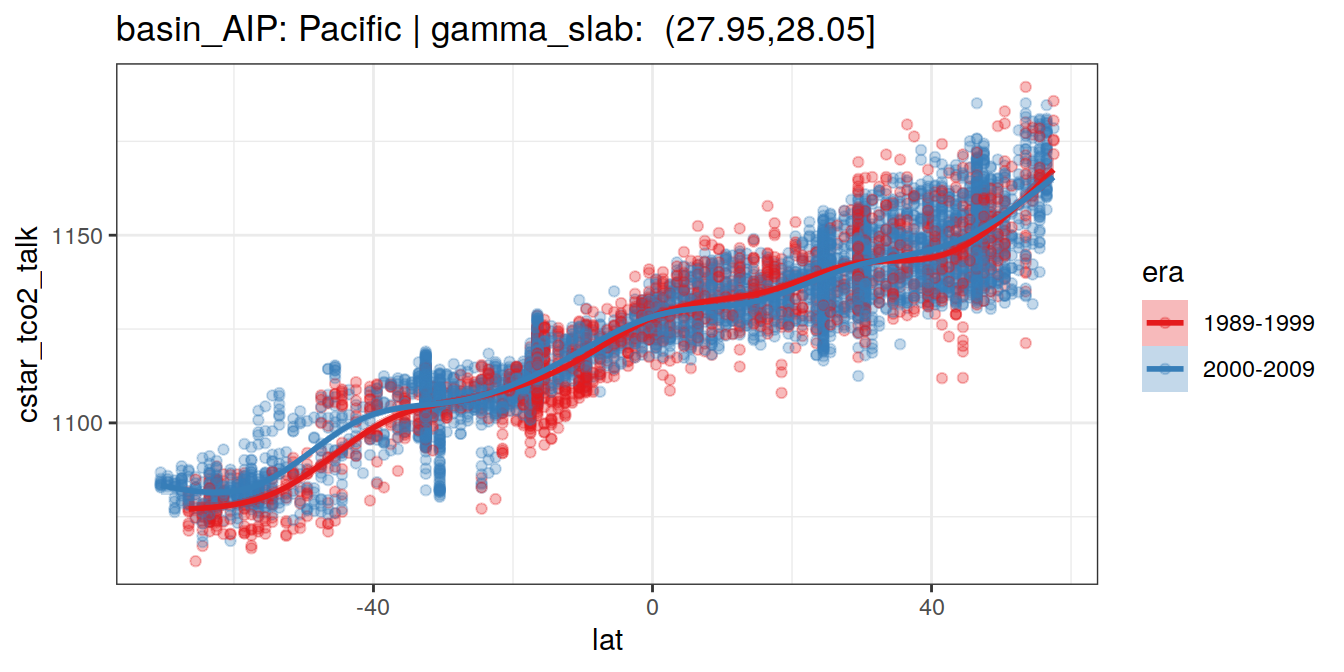 basin_AIP: Pacific | gamma_slab:  (27.95,28.05]
cstar_tco2_talk
1150
1100
-40
0
40
lat
era
1989-1999
2000-2009